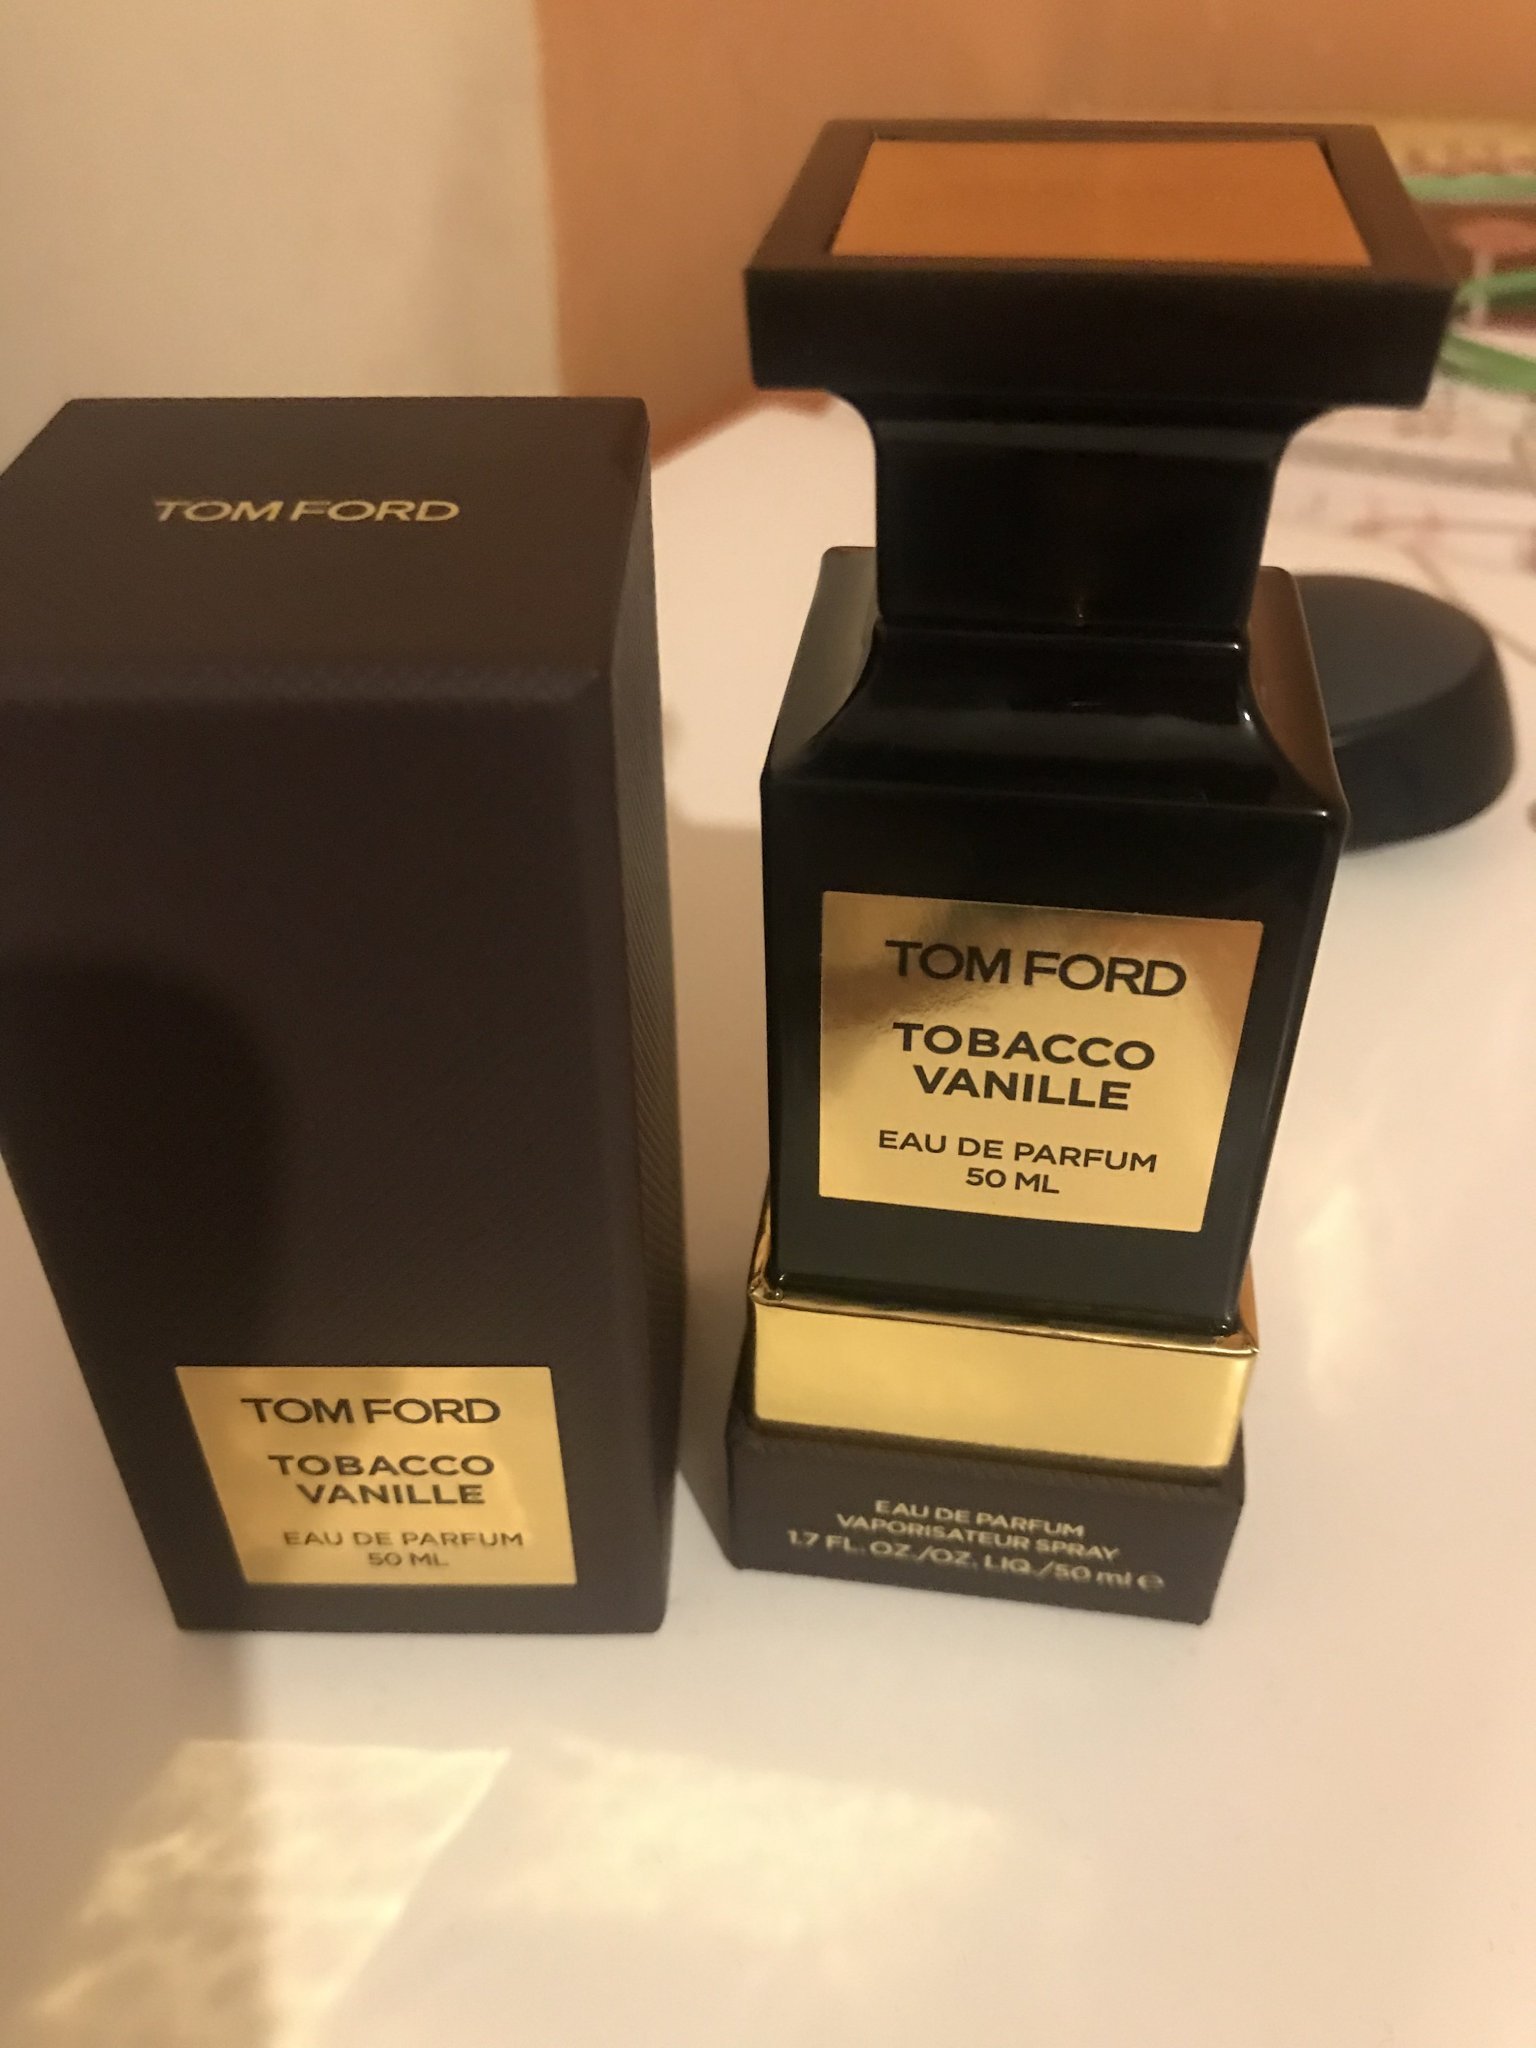 TOM FORD
TOM FORD
TOBACCO
VANILLE
EAU DE PARFUM
50 ML
TOM FORD
TOBACCO
VANILLE
EAU DE PARFUM
50 ML
EAU DE PARFUM
VAPORISATEUR SPRAY
1.7 FL. OZ./OZ. LIQ./50 ml ℮